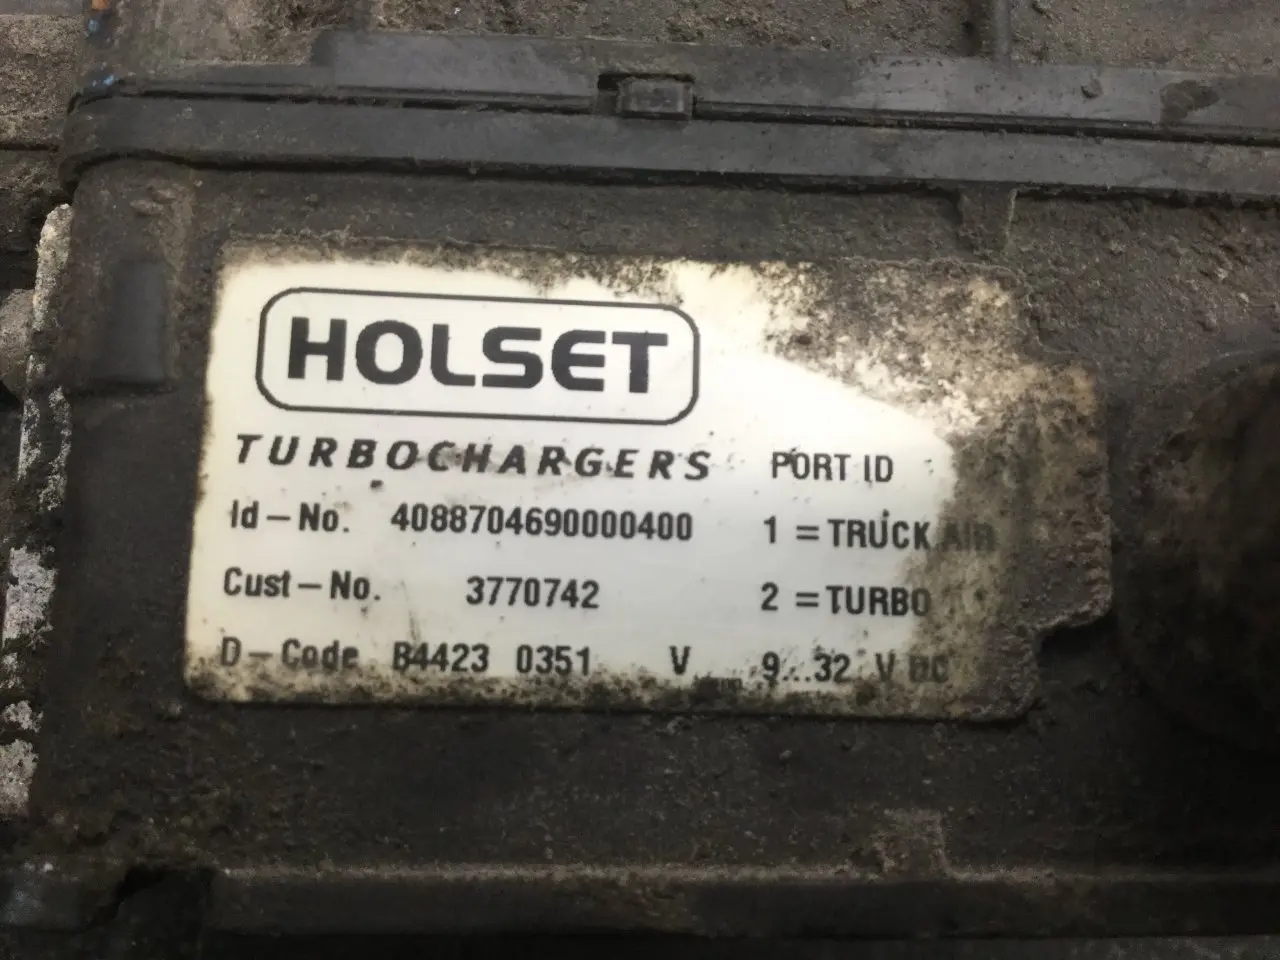 HOLSET
TURBOCHARGERS PORT ID
Id-No. 4088704690000400 1 = TRUCK AIR
Cust-No. 3770742 2 = TURBO
D-Code B4423 0351 V 9...32 V DC